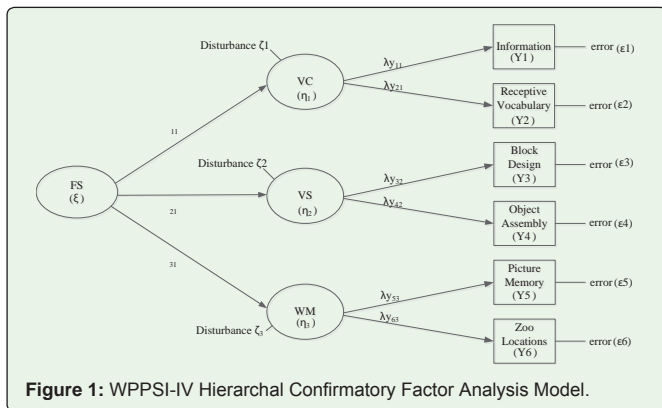 Disturbance ζ1
VC
(η1)
λy11
λy21
Information
(Y1)
error (ε1)
Receptive
Vocabulary
(Y2)
error (ε2)
11
FS
(ξ)
21
31
Disturbance ζ2
VS
(η2)
λy32
λy42
Block
Design
(Y3)
error (ε3)
Object
Assembly
(Y4)
error (ε4)
WM
(η3)
Disturbance ζ3
λy53
λy63
Picture
Memory
(Y5)
error (ε5)
Zoo
Locations
(Y6)
error (ε6)
Figure 1: WPPSI-IV Hierarchal Confirmatory Factor Analysis Model.